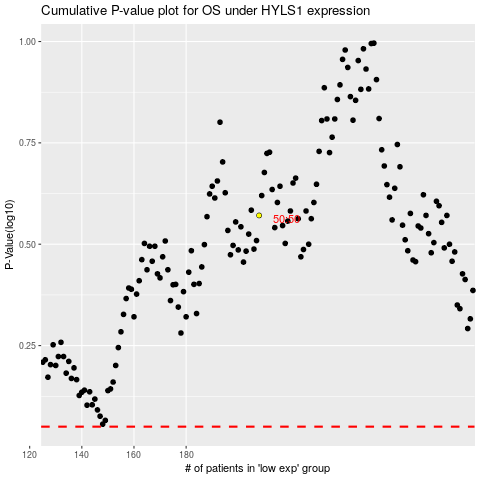 Cumulative P-value plot for OS under HYLS1 expression
P-Value(log10)
1.00
0.75
0.50
0.25
50:50
120 140 160 180
# of patients in 'low exp' group